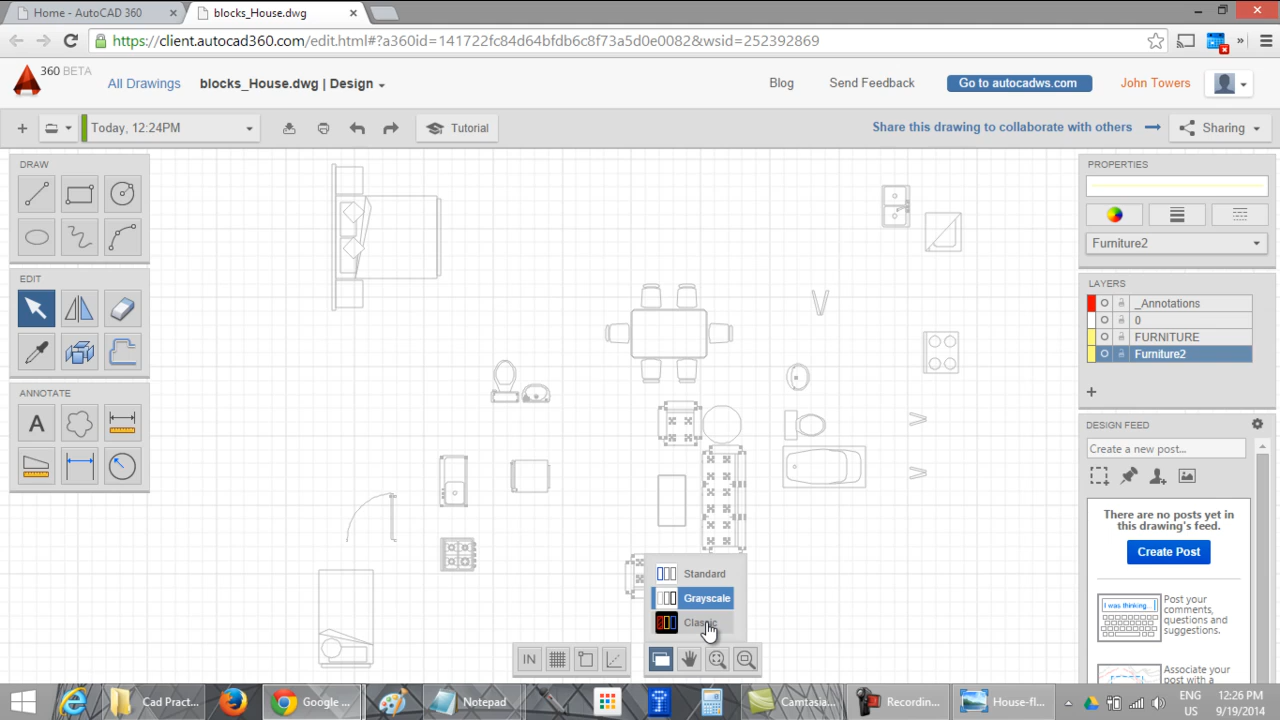 Home - AutoCAD 360
blocks_House.dwg
https://client.autocad360.com/edit.html#?a360id=141722fc84d64bfdb6c8f73a5d0e0082&wsid=252392869
360 BETA
All Drawings
blocks_House.dwg | Design
Blog
Send Feedback
Go to autocadws.com
John Towers
Today, 12:24PM
Tutorial
Share this drawing to collaborate with others
Sharing
DRAW
EDIT
ANNOTATE
A
PROPERTIES
Furniture2
LAYERS
_Annotations
0
FURNITURE
Furniture2
DESIGN FEED
Create a new post...
There are no posts yet in
this drawing's feed.
Create Post
I was thinking...
Post your
comments,
questions and
suggestions.
Associate your
post with a
Standard
Grayscale
Classic
IN
Cad Pract...
Google ...
Notepad
Camtasia...
Recordin...
House-fl...
ENG
US
12:26 PM
9/19/2014